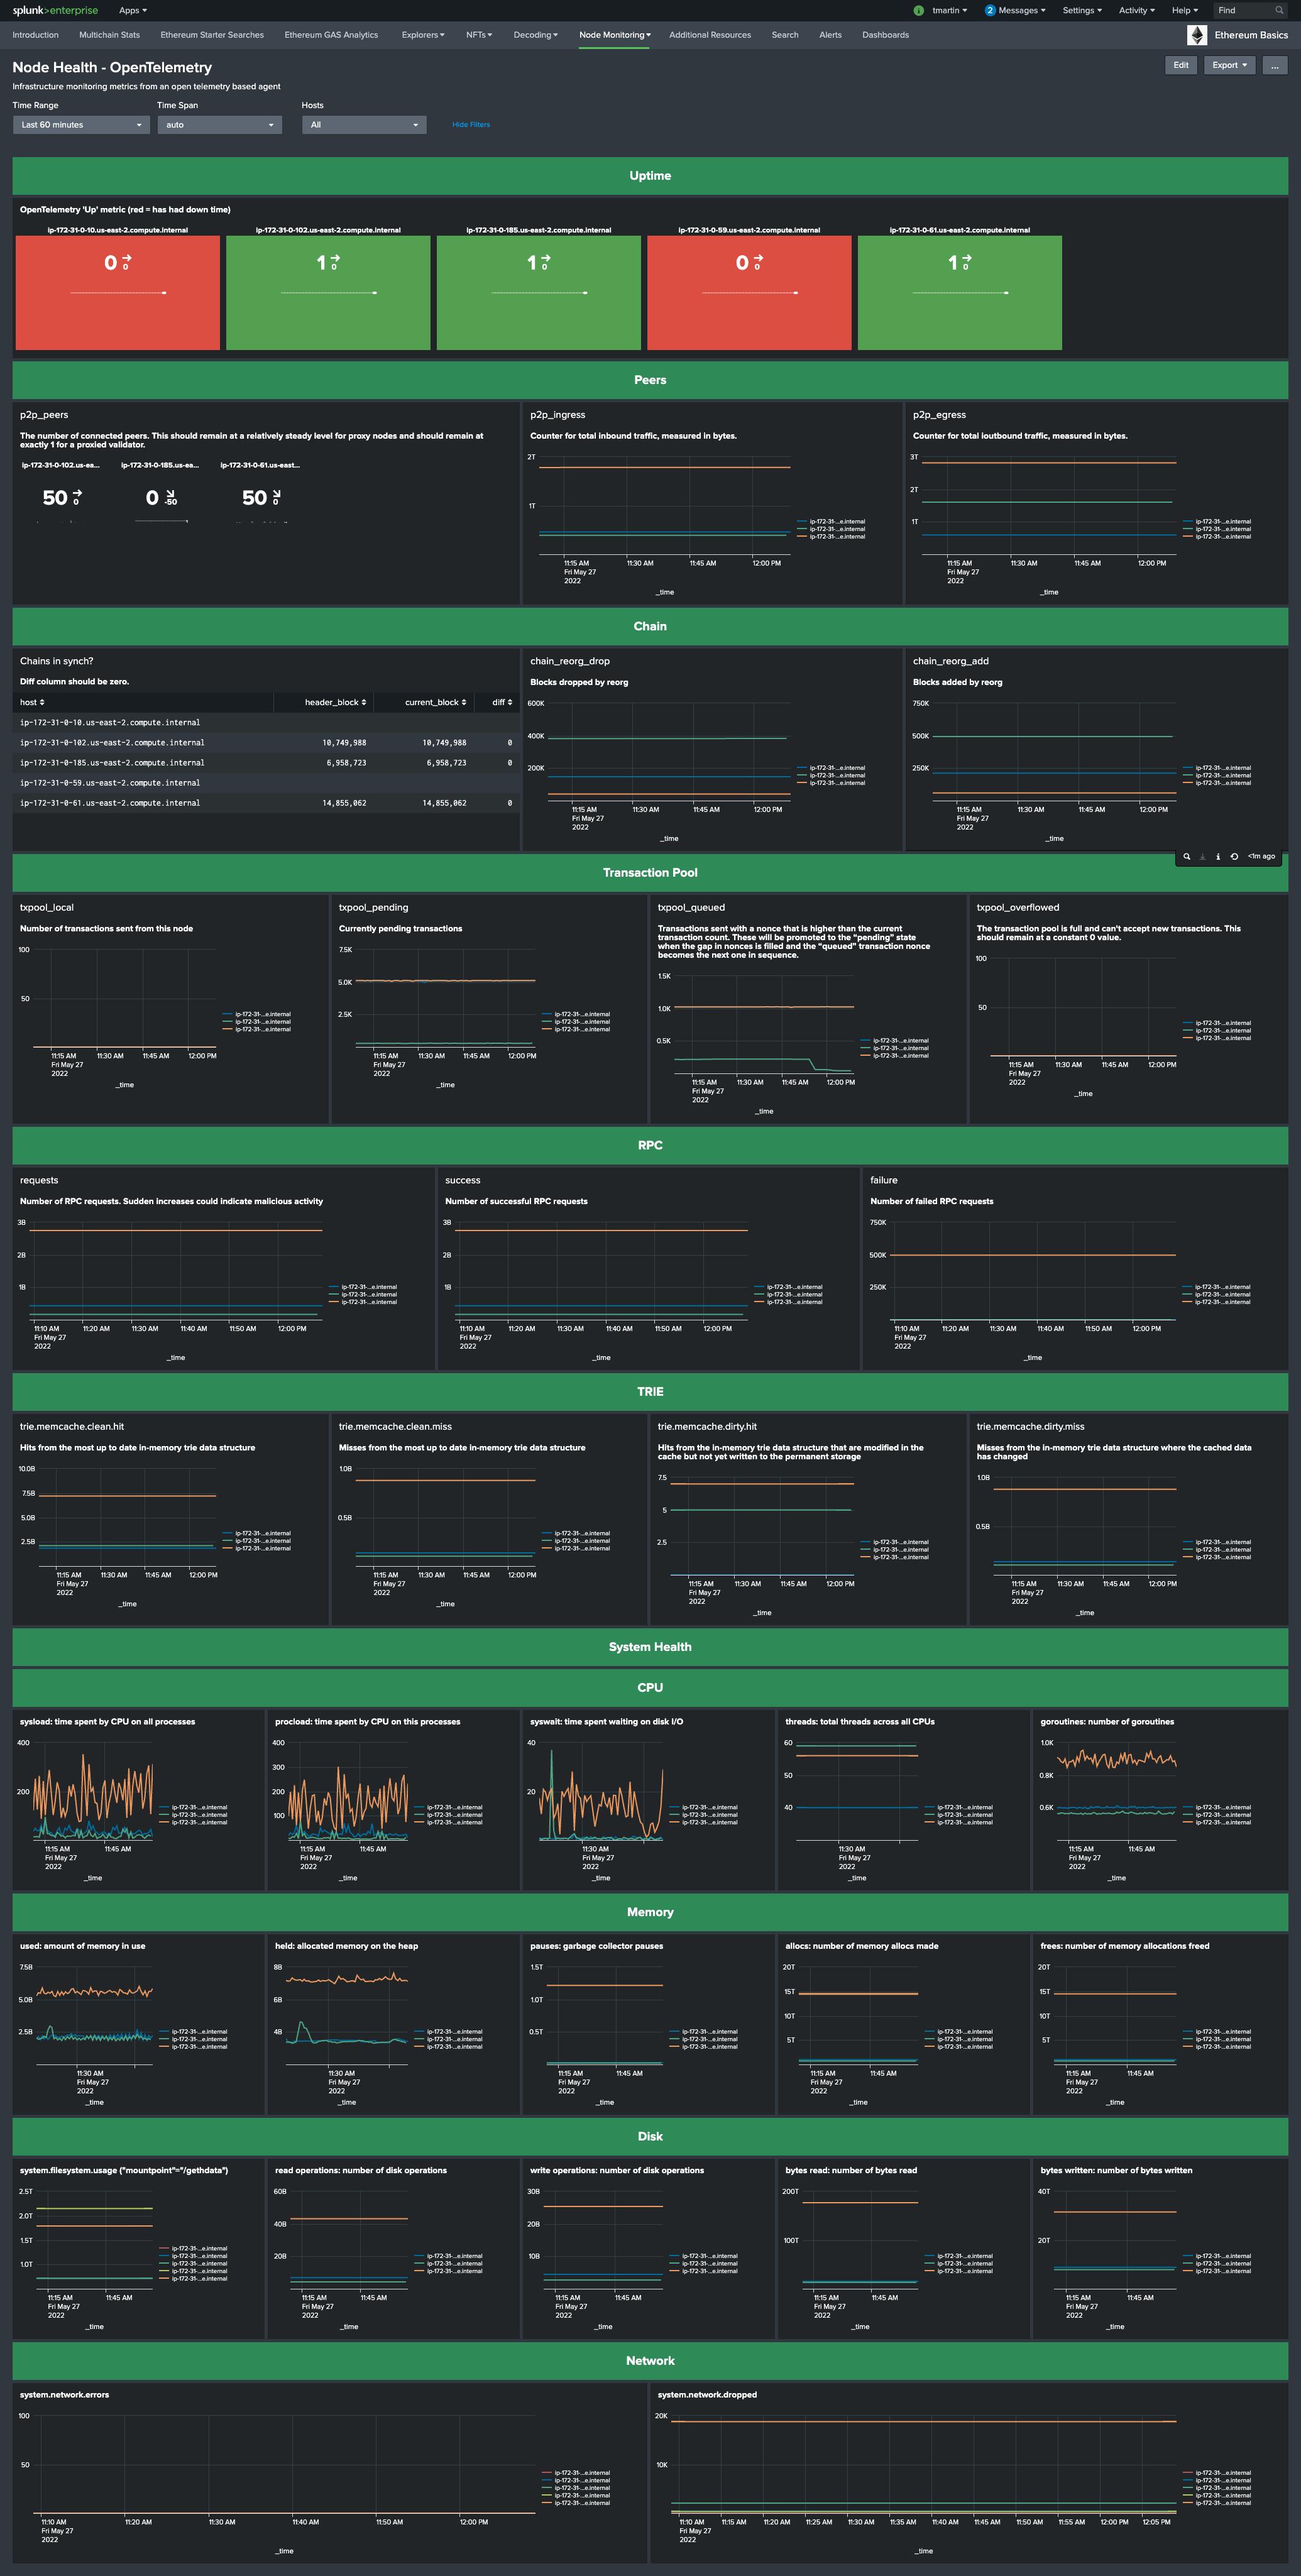 splunk>enterprise Apps tmartin 2 Messages Settings Activity Help Find
Introduction Multichain Stats Ethereum Starter Searches Ethereum GAS Analytics Explorers NFTs Decoding Node Monitoring Additional Resources Search Alerts Dashboards Ethereum Basics
Node Health - OpenTelemetry Edit Export ...
Infrastructure monitoring metrics from an open telemetry based agent
Time Range Time Span Hosts
Last 60 minutes auto All Hide Filters
Uptime
OpenTelemetry 'Up' metric (red = has had down time)
ip-172-31-0-10.us-east-2.compute.internal ip-172-31-0-102.us-east-2.compute.internal ip-172-31-0-185.us-east-2.compute.internal ip-172-31-0-59.us-east-2.compute.internal ip-172-31-0-61.us-east-2.compute.internal
0 0 1 0 1 0 0 0 1 0
Peers
p2p_peers
The number of connected peers. This should remain at a relatively steady level for proxy nodes and should remain at
exactly 1 for a proxied validator.
ip-172-31-0-102.us-ea... ip-172-31-0-185.us-ea... ip-172-31-0-61.us-east...
50 0 0 -50 50 0
p2p_ingress
Counter for total inbound traffic, measured in bytes.
2T
1T
ip-172-31-...e.internal
ip-172-31-...e.internal
ip-172-31-...e.internal
11:15 AM 11:30 AM 11:45 AM 12:00 PM
Fri May 27
2022
_time
p2p_egress
Counter for total ioutbound traffic, measured in bytes.
3T
2T
1T
ip-172-31-...e.internal
ip-172-31-...e.internal
ip-172-31-...e.internal
11:15 AM 11:30 AM 11:45 AM 12:00 PM
Fri May 27
2022
_time
Chain
Chains in synch?
Diff column should be zero.
host header_block current_block diff
ip-172-31-0-10.us-east-2.compute.internal
ip-172-31-0-102.us-east-2.compute.internal 10,749,988 10,749,988 0
ip-172-31-0-185.us-east-2.compute.internal 6,958,723 6,958,723 0
ip-172-31-0-59.us-east-2.compute.internal
ip-172-31-0-61.us-east-2.compute.internal 14,855,062 14,855,062 0
chain_reorg_drop
Blocks dropped by reorg
600K
400K
200K
ip-172-31-...e.internal
ip-172-31-...e.internal
ip-172-31-...e.internal
11:15 AM 11:30 AM 11:45 AM 12:00 PM
Fri May 27
2022
_time
chain_reorg_add
Blocks added by reorg
750K
500K
250K
ip-172-31-...e.internal
ip-172-31-...e.internal
ip-172-31-...e.internal
11:15 AM 11:30 AM 11:45 AM 12:00 PM
Fri May 27
2022
_time
<1m ago
Transaction Pool
txpool_local
Number of transactions sent from this node
100
50
ip-172-31-...e.internal
ip-172-31-...e.internal
ip-172-31-...e.internal
11:15 AM 11:30 AM 11:45 AM 12:00 PM
Fri May 27
2022
_time
txpool_pending
Currently pending transactions
7.5K
5.0K
2.5K
ip-172-31-...e.internal
ip-172-31-...e.internal
ip-172-31-...e.internal
11:15 AM 11:30 AM 11:45 AM 12:00 PM
Fri May 27
2022
_time
txpool_queued
Transactions sent with a nonce that is higher than the current
transaction count. These will be promoted to the "pending" state
when the gap in nonces is filled and the "queued" transaction nonce
becomes the next one in sequence.
1.5K
1.0K
0.5K
ip-172-31-...e.internal
ip-172-31-...e.internal
ip-172-31-...e.internal
11:15 AM 11:30 AM 11:45 AM 12:00 PM
Fri May 27
2022
_time
txpool_overflowed
The transaction pool is full and can't accept new transactions. This
should remain at a constant 0 value.
100
50
ip-172-31-...e.internal
ip-172-31-...e.internal
ip-172-31-...e.internal
11:15 AM 11:30 AM 11:45 AM 12:00 PM
Fri May 27
2022
_time
RPC
requests
Number of RPC requests. Sudden increases could indicate malicious activity
3B
2B
1B
ip-172-31-...e.internal
ip-172-31-...e.internal
ip-172-31-...e.internal
11:10 AM 11:20 AM 11:30 AM 11:40 AM 11:50 AM 12:00 PM
Fri May 27
2022
_time
success
Number of successful RPC requests
3B
2B
1B
ip-172-31-...e.internal
ip-172-31-...e.internal
ip-172-31-...e.internal
11:10 AM 11:20 AM 11:30 AM 11:40 AM 11:50 AM 12:00 PM
Fri May 27
2022
_time
failure
Number of failed RPC requests
750K
500K
250K
ip-172-31-...e.internal
ip-172-31-...e.internal
ip-172-31-...e.internal
11:10 AM 11:20 AM 11:30 AM 11:40 AM 11:50 AM 12:00 PM
Fri May 27
2022
_time
TRIE
trie.memcache.clean.hit
Hits from the most up to date in-memory trie data structure
10.0B
7.5B
5.0B
2.5B
ip-172-31-...e.internal
ip-172-31-...e.internal
ip-172-31-...e.internal
11:15 AM 11:30 AM 11:45 AM 12:00 PM
Fri May 27
2022
_time
trie.memcache.clean.miss
Misses from the most up to date in-memory trie data structure
1.0B
0.5B
ip-172-31-...e.internal
ip-172-31-...e.internal
ip-172-31-...e.internal
11:15 AM 11:30 AM 11:45 AM 12:00 PM
Fri May 27
2022
_time
trie.memcache.dirty.hit
Hits from the in-memory trie data structure that are modified in the
cache but not yet written to the permanent storage
7.5
5
2.5
ip-172-31-...e.internal
ip-172-31-...e.internal
ip-172-31-...e.internal
11:15 AM 11:30 AM 11:45 AM 12:00 PM
Fri May 27
2022
_time
trie.memcache.dirty.miss
Misses from the in-memory trie data structure where the cached data
has changed
1.0B
0.5B
ip-172-31-...e.internal
ip-172-31-...e.internal
ip-172-31-...e.internal
11:15 AM 11:30 AM 11:45 AM 12:00 PM
Fri May 27
2022
_time
System Health
CPU
sysload: time spent by CPU on all processes
400
200
ip-172-31-...e.internal
ip-172-31-...e.internal
ip-172-31-...e.internal
11:15 AM 11:45 AM
Fri May 27
2022
_time
procload: time spent by CPU on this processes
400
300
200
100
ip-172-31-...e.internal
ip-172-31-...e.internal
ip-172-31-...e.internal
11:15 AM 11:45 AM
Fri May 27
2022
_time
syswait: time spent waiting on disk I/O
40
20
ip-172-31-...e.internal
ip-172-31-...e.internal
ip-172-31-...e.internal
11:30 AM
Fri May 27
2022
_time
threads: total threads across all CPUs
60
50
40
ip-172-31-...e.internal
ip-172-31-...e.internal
ip-172-31-...e.internal
11:30 AM
Fri May 27
2022
_time
goroutines: number of goroutines
1.0K
0.8K
0.6K
ip-172-31-...e.internal
ip-172-31-...e.internal
ip-172-31-...e.internal
11:15 AM 11:45 AM
Fri May 27
2022
_time
Memory
used: amount of memory in use
7.5B
5.0B
2.5B
ip-172-31-...e.internal
ip-172-31-...e.internal
ip-172-31-...e.internal
11:30 AM
Fri May 27
2022
_time
held: allocated memory on the heap
8B
6B
4B
ip-172-31-...e.internal
ip-172-31-...e.internal
ip-172-31-...e.internal
11:30 AM
Fri May 27
2022
_time
pauses: garbage collector pauses
1.5T
1.0T
0.5T
ip-172-31-...e.internal
ip-172-31-...e.internal
ip-172-31-...e.internal
11:15 AM 11:45 AM
Fri May 27
2022
_time
allocs: number of memory allocs made
20T
15T
10T
5T
ip-172-31-...e.internal
ip-172-31-...e.internal
ip-172-31-...e.internal
11:15 AM 11:45 AM
Fri May 27
2022
_time
frees: number of memory allocations freed
20T
15T
10T
5T
ip-172-31-...e.internal
ip-172-31-...e.internal
ip-172-31-...e.internal
11:15 AM 11:45 AM
Fri May 27
2022
_time
Disk
system.filesystem.usage ("mountpoint"="/gethdata")
2.5T
2.0T
1.5T
1.0T
ip-172-31-...e.internal
ip-172-31-...e.internal
ip-172-31-...e.internal
ip-172-31-...e.internal
ip-172-31-...e.internal
11:15 AM 11:45 AM
Fri May 27
2022
_time
read operations: number of disk operations
60B
40B
20B
ip-172-31-...e.internal
ip-172-31-...e.internal
ip-172-31-...e.internal
11:15 AM 11:45 AM
Fri May 27
2022
_time
write operations: number of disk operations
30B
20B
10B
ip-172-31-...e.internal
ip-172-31-...e.internal
ip-172-31-...e.internal
11:15 AM 11:45 AM
Fri May 27
2022
_time
bytes read: number of bytes read
200T
100T
ip-172-31-...e.internal
ip-172-31-...e.internal
ip-172-31-...e.internal
11:15 AM 11:45 AM
Fri May 27
2022
_time
bytes written: number of bytes written
40T
20T
ip-172-31-...e.internal
ip-172-31-...e.internal
ip-172-31-...e.internal
11:15 AM 11:45 AM
Fri May 27
2022
_time
Network
system.network.errors
100
50
ip-172-31-...e.internal
ip-172-31-...e.internal
ip-172-31-...e.internal
ip-172-31-...e.internal
ip-172-31-...e.internal
11:10 AM 11:20 AM 11:30 AM 11:40 AM 11:50 AM 12:00 PM
Fri May 27
2022
_time
system.network.dropped
20K
10K
ip-172-31-...e.internal
ip-172-31-...e.internal
ip-172-31-...e.internal
ip-172-31-...e.internal
ip-172-31-...e.internal
11:10 AM 11:15 AM 11:20 AM 11:25 AM 11:30 AM 11:35 AM 11:40 AM 11:45 AM 11:50 AM 11:55 AM 12:00 PM 12:05 PM
Fri May 27
2022
_time